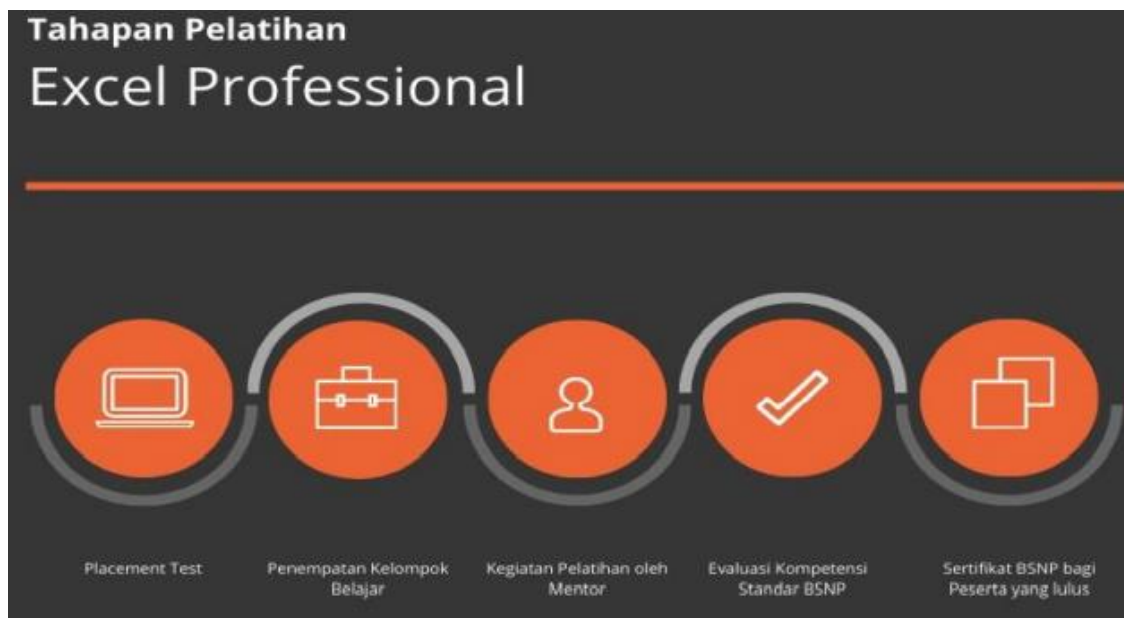 Tahapan Pelatihan
Excel Professional
Placement Test
Penempatan Kelompok
Belajar
Kegiatan Pelatihan oleh
Mentor
Evaluasi Kompetensi
Standar BSNP
Sertifikat BSNP bagi
Peserta yang lulus